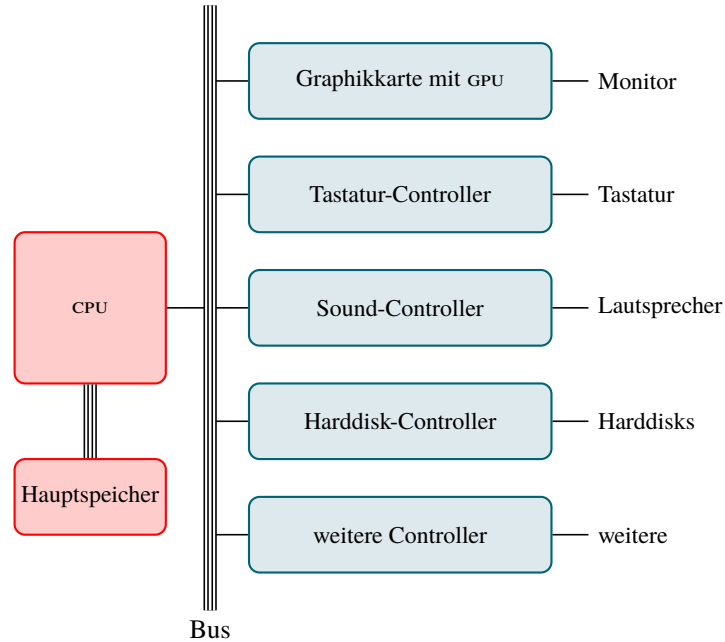 Graphikkarte mit GPU
Monitor
Tastatur-Controller
Tastatur
CPU
Sound-Controller
Lautsprecher
Harddisk-Controller
Harddisks
Hauptspeicher
weitere Controller
weitere
Bus